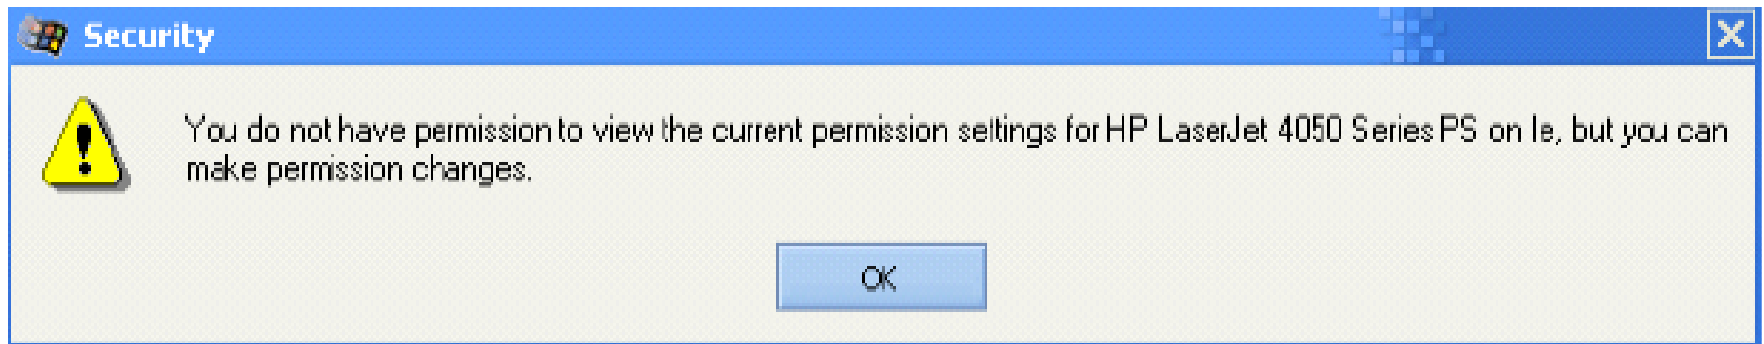 Security
You do not have permission to view the current permission settings for HP LaserJet 4050 Series PS on le, but you can
make permission changes.
OK